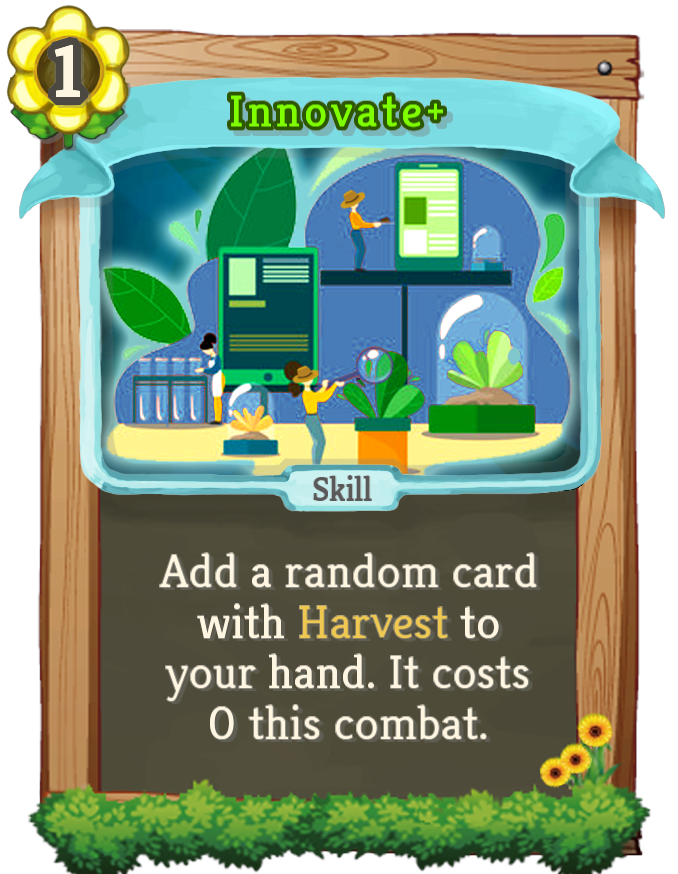 1
Innovate+
Skill
Add a random card
with Harvest to
your hand. It costs
0 this combat.